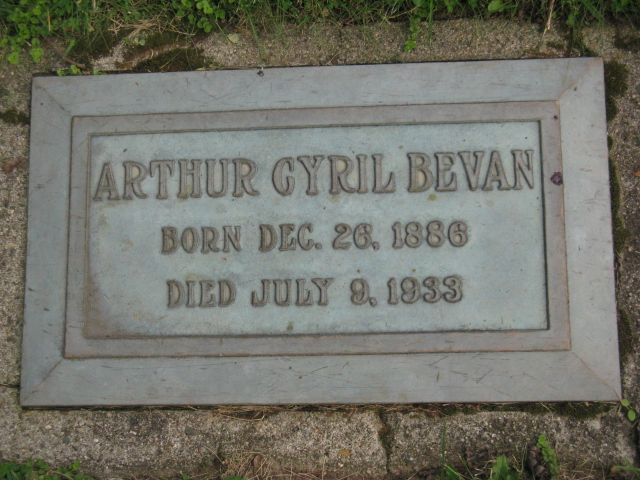 ARTHUR CYRIL BEVAN
BORN DEC. 26, 1886
DIED JULY 9, 1933